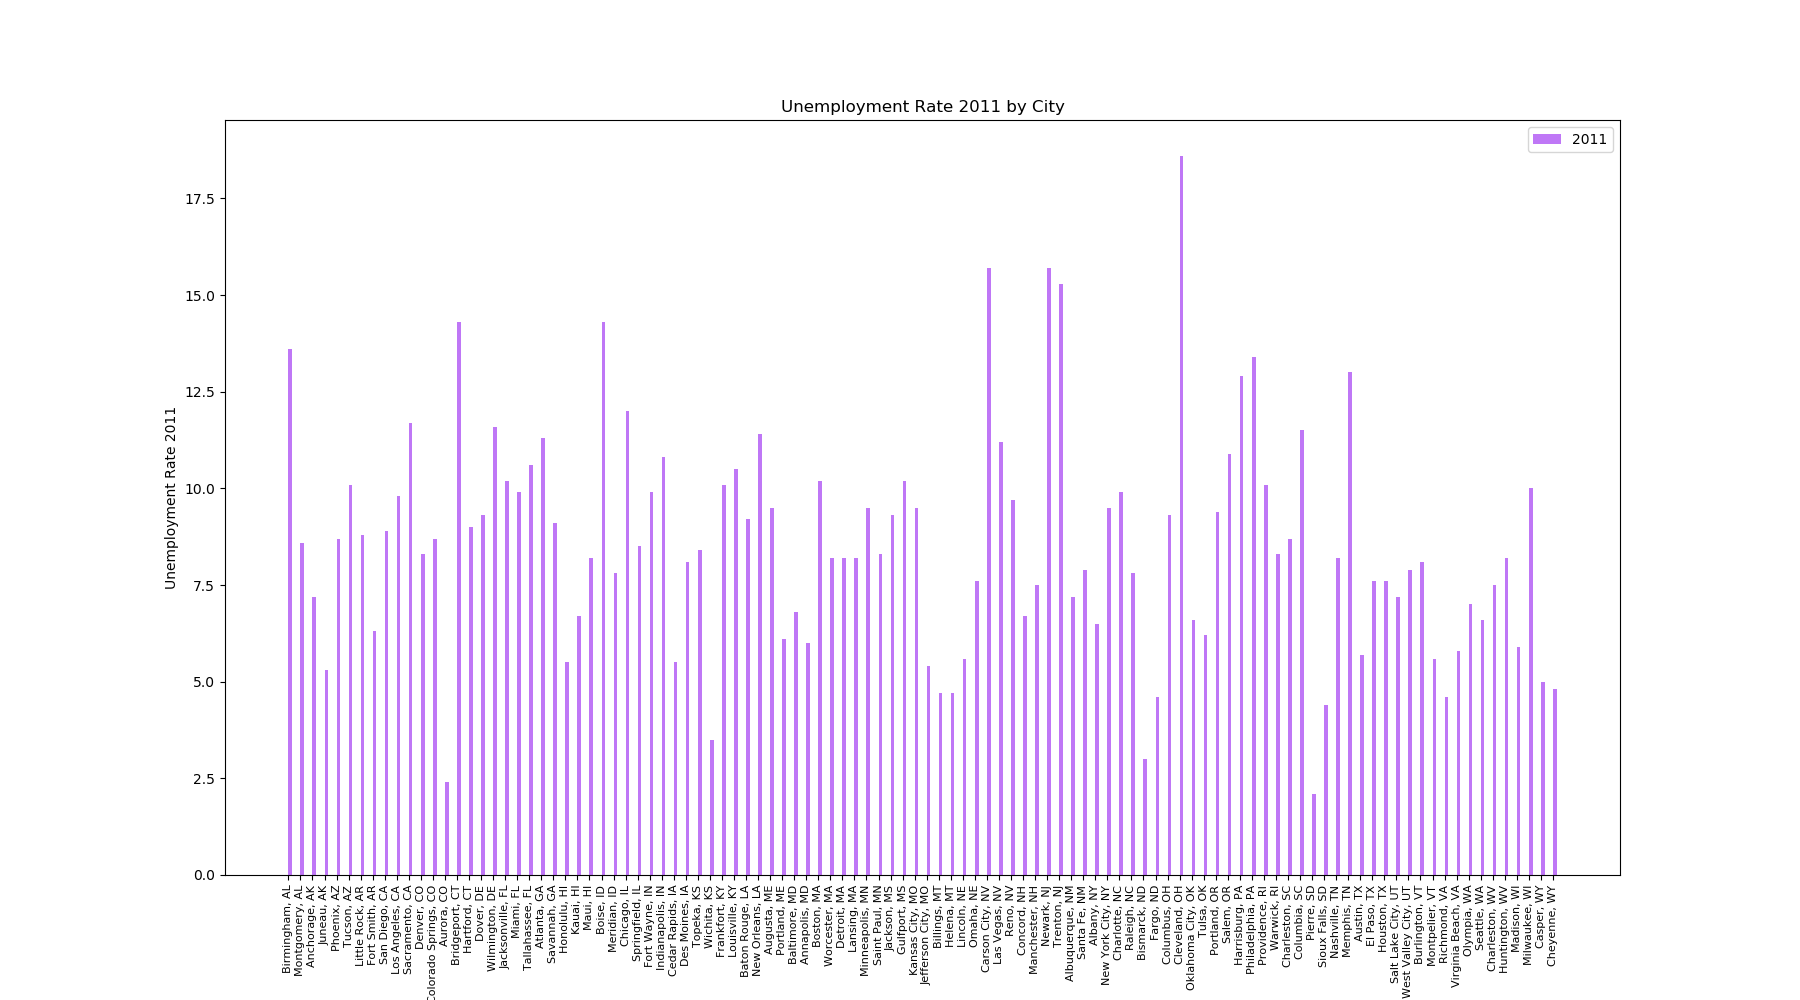 Unemployment Rate 2011 by City
2011
Unemployment Rate 2011
17.5
15.0
12.5
10.0
7.5
5.0
2.5
0.0
Birmingham, AL
Montgomery, AL
Anchorage, AK
Juneau, AK
Phoenix, AZ
Tucson, AZ
Little Rock, AR
Fort Smith, AR
San Diego, CA
Los Angeles, CA
Sacramento, CA
Denver, CO
Colorado Springs, CO
Aurora, CO
Bridgeport, CT
Hartford, CT
Dover, DE
Wilmington, DE
Jacksonville, FL
Miami, FL
Tallahassee, FL
Atlanta, GA
Savannah, GA
Honolulu, HI
Kauai, HI
Maui, HI
Boise, ID
Meridian, ID
Chicago, IL
Springfield, IL
Fort Wayne, IN
Indianapolis, IN
Cedar Rapids, IA
Des Moines, IA
Topeka, KS
Wichita, KS
Frankfort, KY
Louisville, KY
Baton Rouge, LA
New Orleans, LA
Augusta, ME
Portland, ME
Baltimore, MD
Annapolis, MD
Boston, MA
Worcester, MA
Detroit, MA
Lansing, MA
Minneapolis, MN
Saint Paul, MN
Jackson, MS
Gulfport, MS
Kansas City, MO
Jefferson City, MO
Billings, MT
Helena, MT
Lincoln, NE
Omaha, NE
Carson City, NV
Las Vegas, NV
Reno, NV
Concord, NH
Manchester, NH
Newark, NJ
Trenton, NJ
Albuquerque, NM
Santa Fe, NM
Albany, NY
New York City, NY
Charlotte, NC
Raleigh, NC
Bismarck, ND
Fargo, ND
Columbus, OH
Cleveland, OH
Oklahoma City, OK
Tulsa, OK
Portland, OR
Salem, OR
Harrisburg, PA
Philadelphia, PA
Providence, RI
Warwick, RI
Charleston, SC
Columbia, SC
Pierre, SD
Sioux Falls, SD
Nashville, TN
Memphis, TN
Austin, TX
El Paso, TX
Houston, TX
Salt Lake City, UT
West Valley City, UT
Burlington, VT
Montpelier, VT
Richmond, VA
Virginia Beach, VA
Olympia, WA
Seattle, WA
Charleston, WV
Huntington, WV
Madison, WI
Milwaukee, WI
Casper, WY
Cheyenne, WY